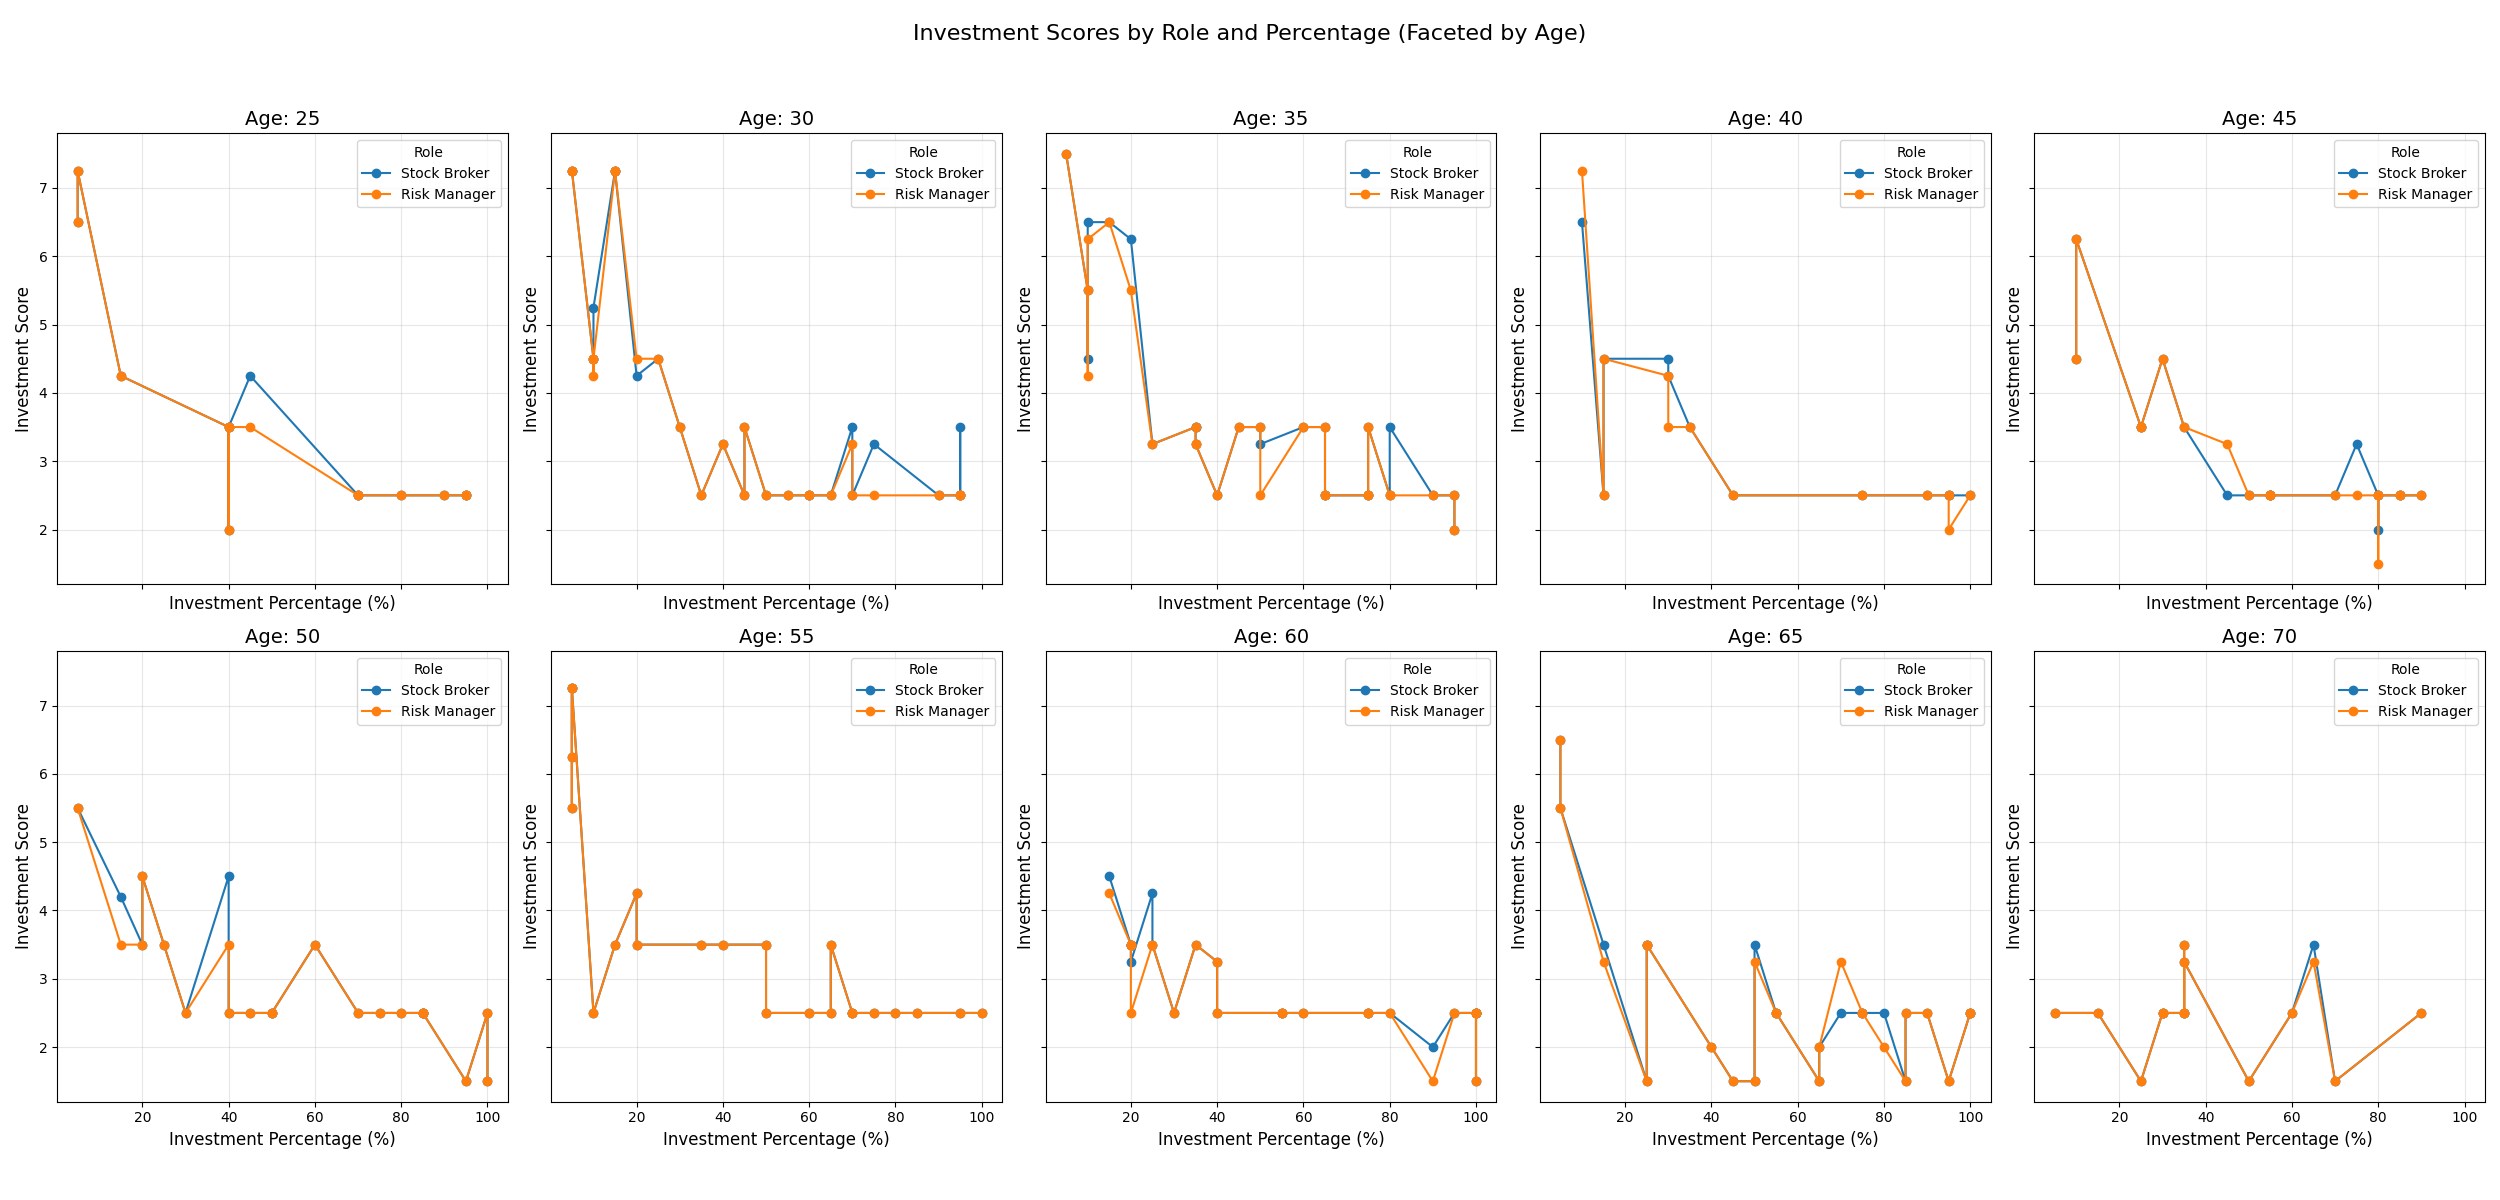 Investment Scores by Role and Percentage (Faceted by Age)
Age: 25
Role
Stock Broker
Risk Manager
7
6
5
4
3
2
Investment Score
Investment Percentage (%)
Age: 30
Role
Stock Broker
Risk Manager
Investment Score
Investment Percentage (%)
Age: 35
Role
Stock Broker
Risk Manager
Investment Score
Investment Percentage (%)
Age: 40
Role
Stock Broker
Risk Manager
Investment Score
Investment Percentage (%)
Age: 45
Role
Stock Broker
Risk Manager
Investment Score
Investment Percentage (%)
Age: 50
Role
Stock Broker
Risk Manager
7
6
5
4
3
2
Investment Score
20 40 60 80 100
Investment Percentage (%)
Age: 55
Role
Stock Broker
Risk Manager
Investment Score
20 40 60 80 100
Investment Percentage (%)
Age: 60
Role
Stock Broker
Risk Manager
Investment Score
20 40 60 80 100
Investment Percentage (%)
Age: 65
Role
Stock Broker
Risk Manager
Investment Score
20 40 60 80 100
Investment Percentage (%)
Age: 70
Role
Stock Broker
Risk Manager
Investment Score
20 40 60 80 100
Investment Percentage (%)